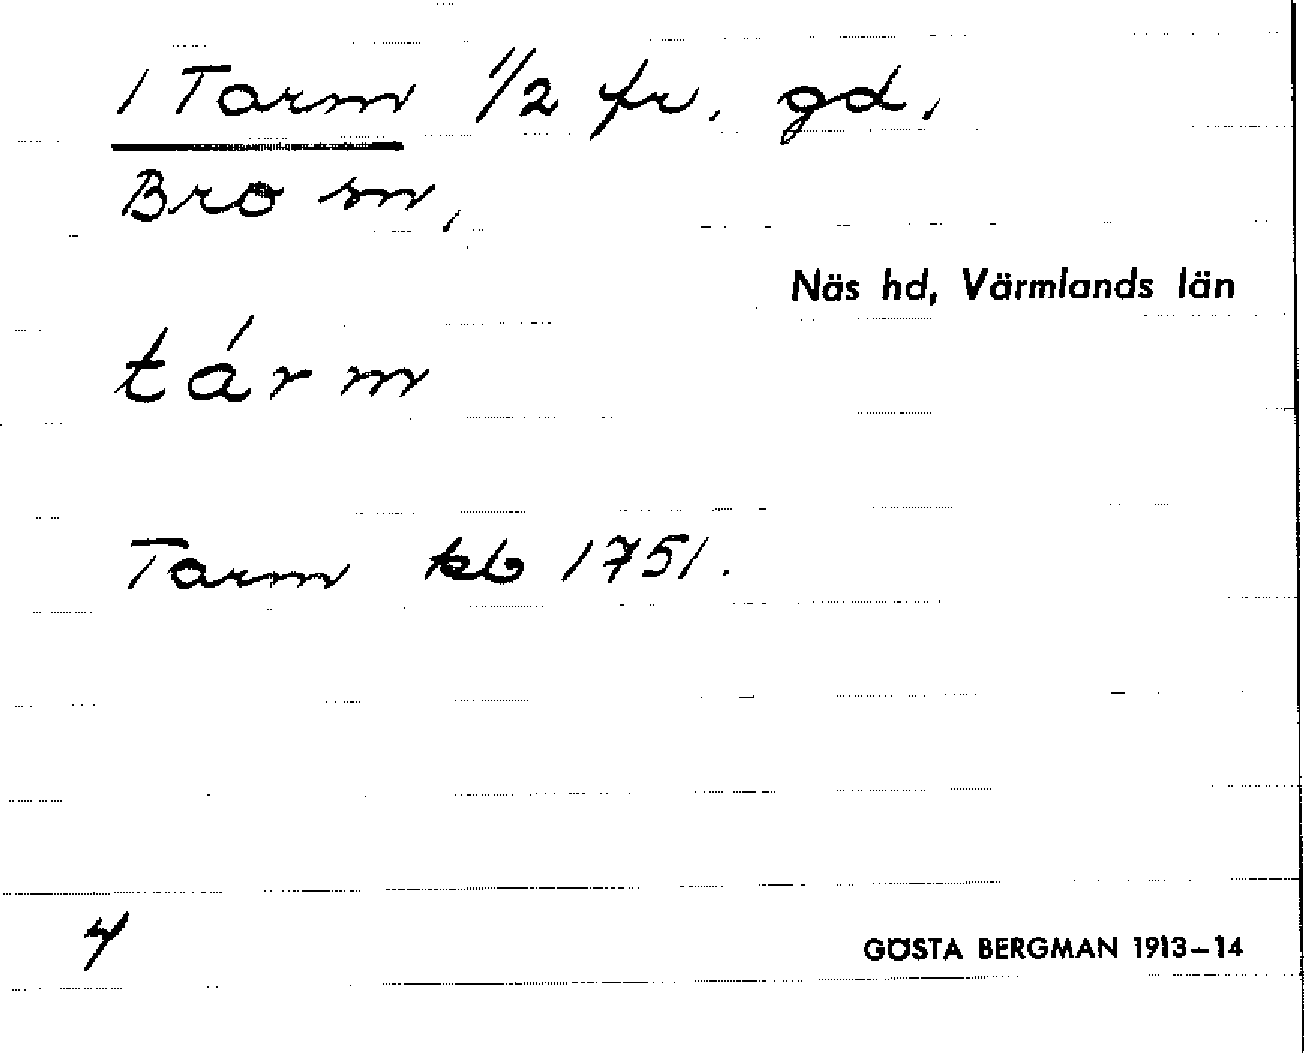 1 Tarm 1/2 fr. gd,
Bro sn,
Näs hd, Värmlands län
tárm
Tarm kb 1751.
4
GÖSTA BERGMAN 1913–14